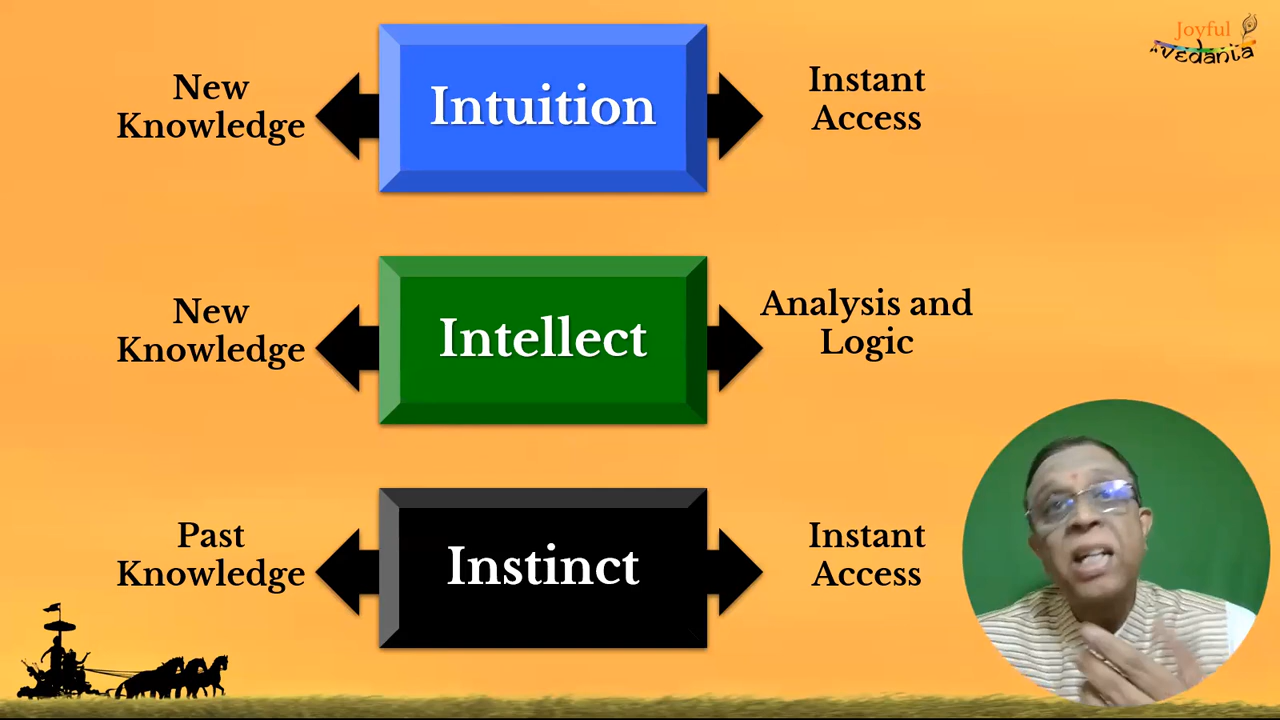 Joyful
Vedanta
New
Knowledge
Intuition
Instant
Access
New
Knowledge
Intellect
Analysis and
Logic
Past
Knowledge
Instinct
Instant
Access